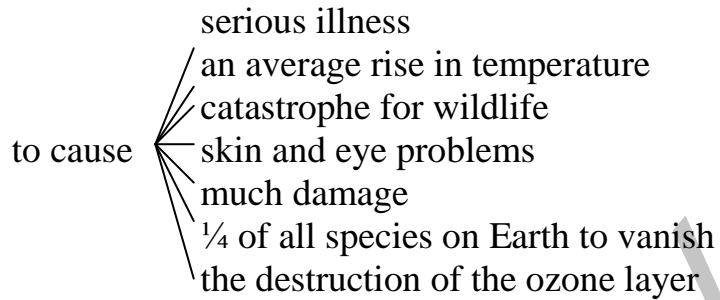 serious illness
an average rise in temperature
catastrophe for wildlife
to cause skin and eye problems
much damage
¼ of all species on Earth to vanish
the destruction of the ozone layer